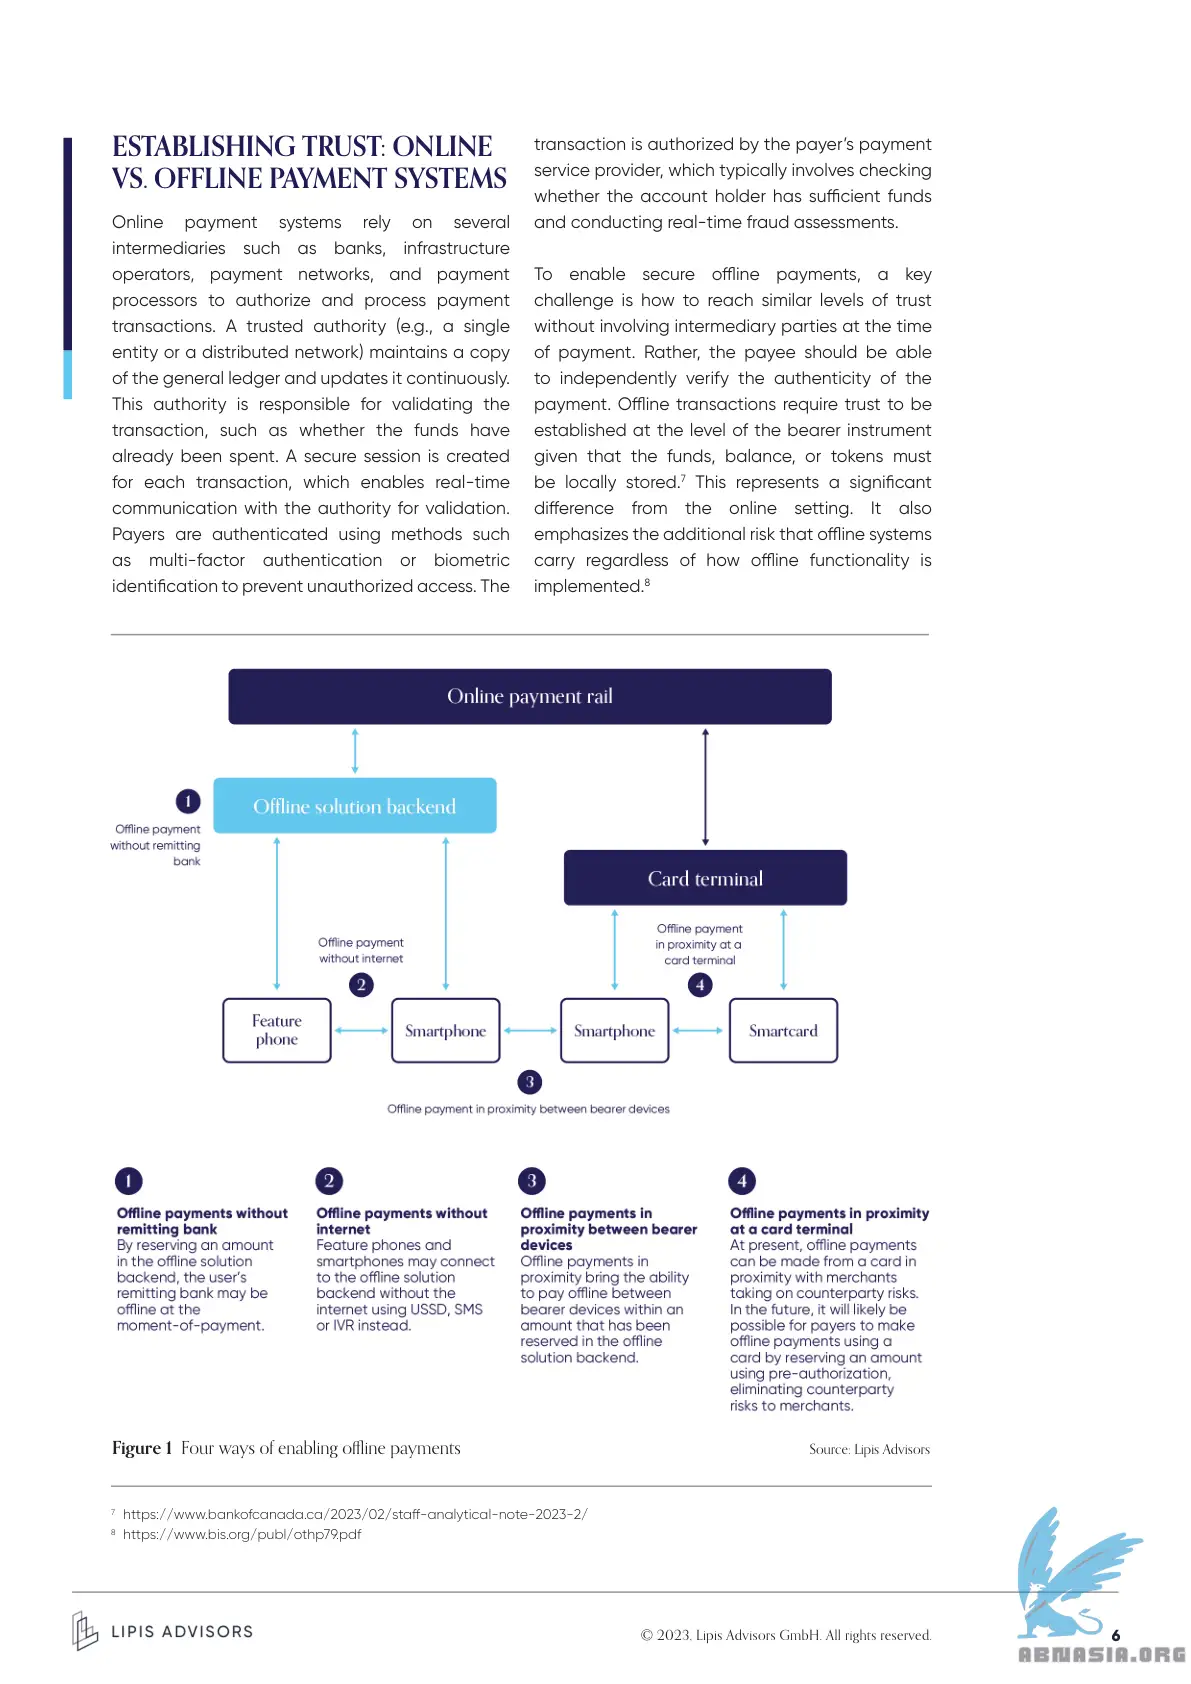 ESTABLISHING TRUST: ONLINE
VS. OFFLINE PAYMENT SYSTEMS
Online payment systems rely on several
intermediaries such as banks, infrastructure
operators, payment networks, and payment
processors to authorize and process payment
transactions. A trusted authority (e.g., a single
entity or a distributed network) maintains a copy
of the general ledger and updates it continuously.
This authority is responsible for validating the
transaction, such as whether the funds have
already been spent. A secure session is created
for each transaction, which enables real-time
communication with the authority for validation.
Payers are authenticated using methods such
as multi-factor authentication or biometric
identification to prevent unauthorized access. The
transaction is authorized by the payer’s payment
service provider, which typically involves checking
whether the account holder has sufficient funds
and conducting real-time fraud assessments.
To enable secure offline payments, a key
challenge is how to reach similar levels of trust
without involving intermediary parties at the time
of payment. Rather, the payee should be able
to independently verify the authenticity of the
payment. Offline transactions require trust to be
established at the level of the bearer instrument
given that the funds, balance, or tokens must
be locally stored.⁷ This represents a significant
difference from the online setting. It also
emphasizes the additional risk that offline systems
carry regardless of how offline functionality is
implemented.⁸
Online payment rail
1
Offline solution backend
Offline payment
without remitting
bank
Card terminal
Offline payment
without internet
2
Offline payment
in proximity at a
card terminal
4
Feature
phone
Smartphone
Smartphone
Smartcard
3
Offline payment in proximity between bearer devices
1
Offline payments without
remitting bank
By reserving an amount
in the offline solution
backend, the user’s
remitting bank may be
offline at the
moment-of-payment.
2
Offline payments without
internet
Feature phones and
smartphones may connect
to the offline solution
backend without the
internet using USSD, SMS
or IVR instead.
3
Offline payments in
proximity between bearer
devices
Offline payments in
proximity bring the ability
to pay offline between
bearer devices within an
amount that has been
reserved in the offline
solution backend.
4
Offline payments in proximity
at a card terminal
At present, offline payments
can be made from a card in
proximity with merchants
taking on counterparty risks.
In the future, it will likely be
possible for payers to make
offline payments using a
card by reserving an amount
using pre-authorization,
eliminating counterparty
risks to merchants.
Figure 1 Four ways of enabling offline payments
Source: Lipis Advisors
⁷ https://www.bankofcanada.ca/2023/02/staff-analytical-note-2023-2/
⁸ https://www.bis.org/publ/othp79.pdf
LIPIS ADVISORS
© 2023, Lipis Advisors GmbH. All rights reserved.
6
ABNASIA.ORG